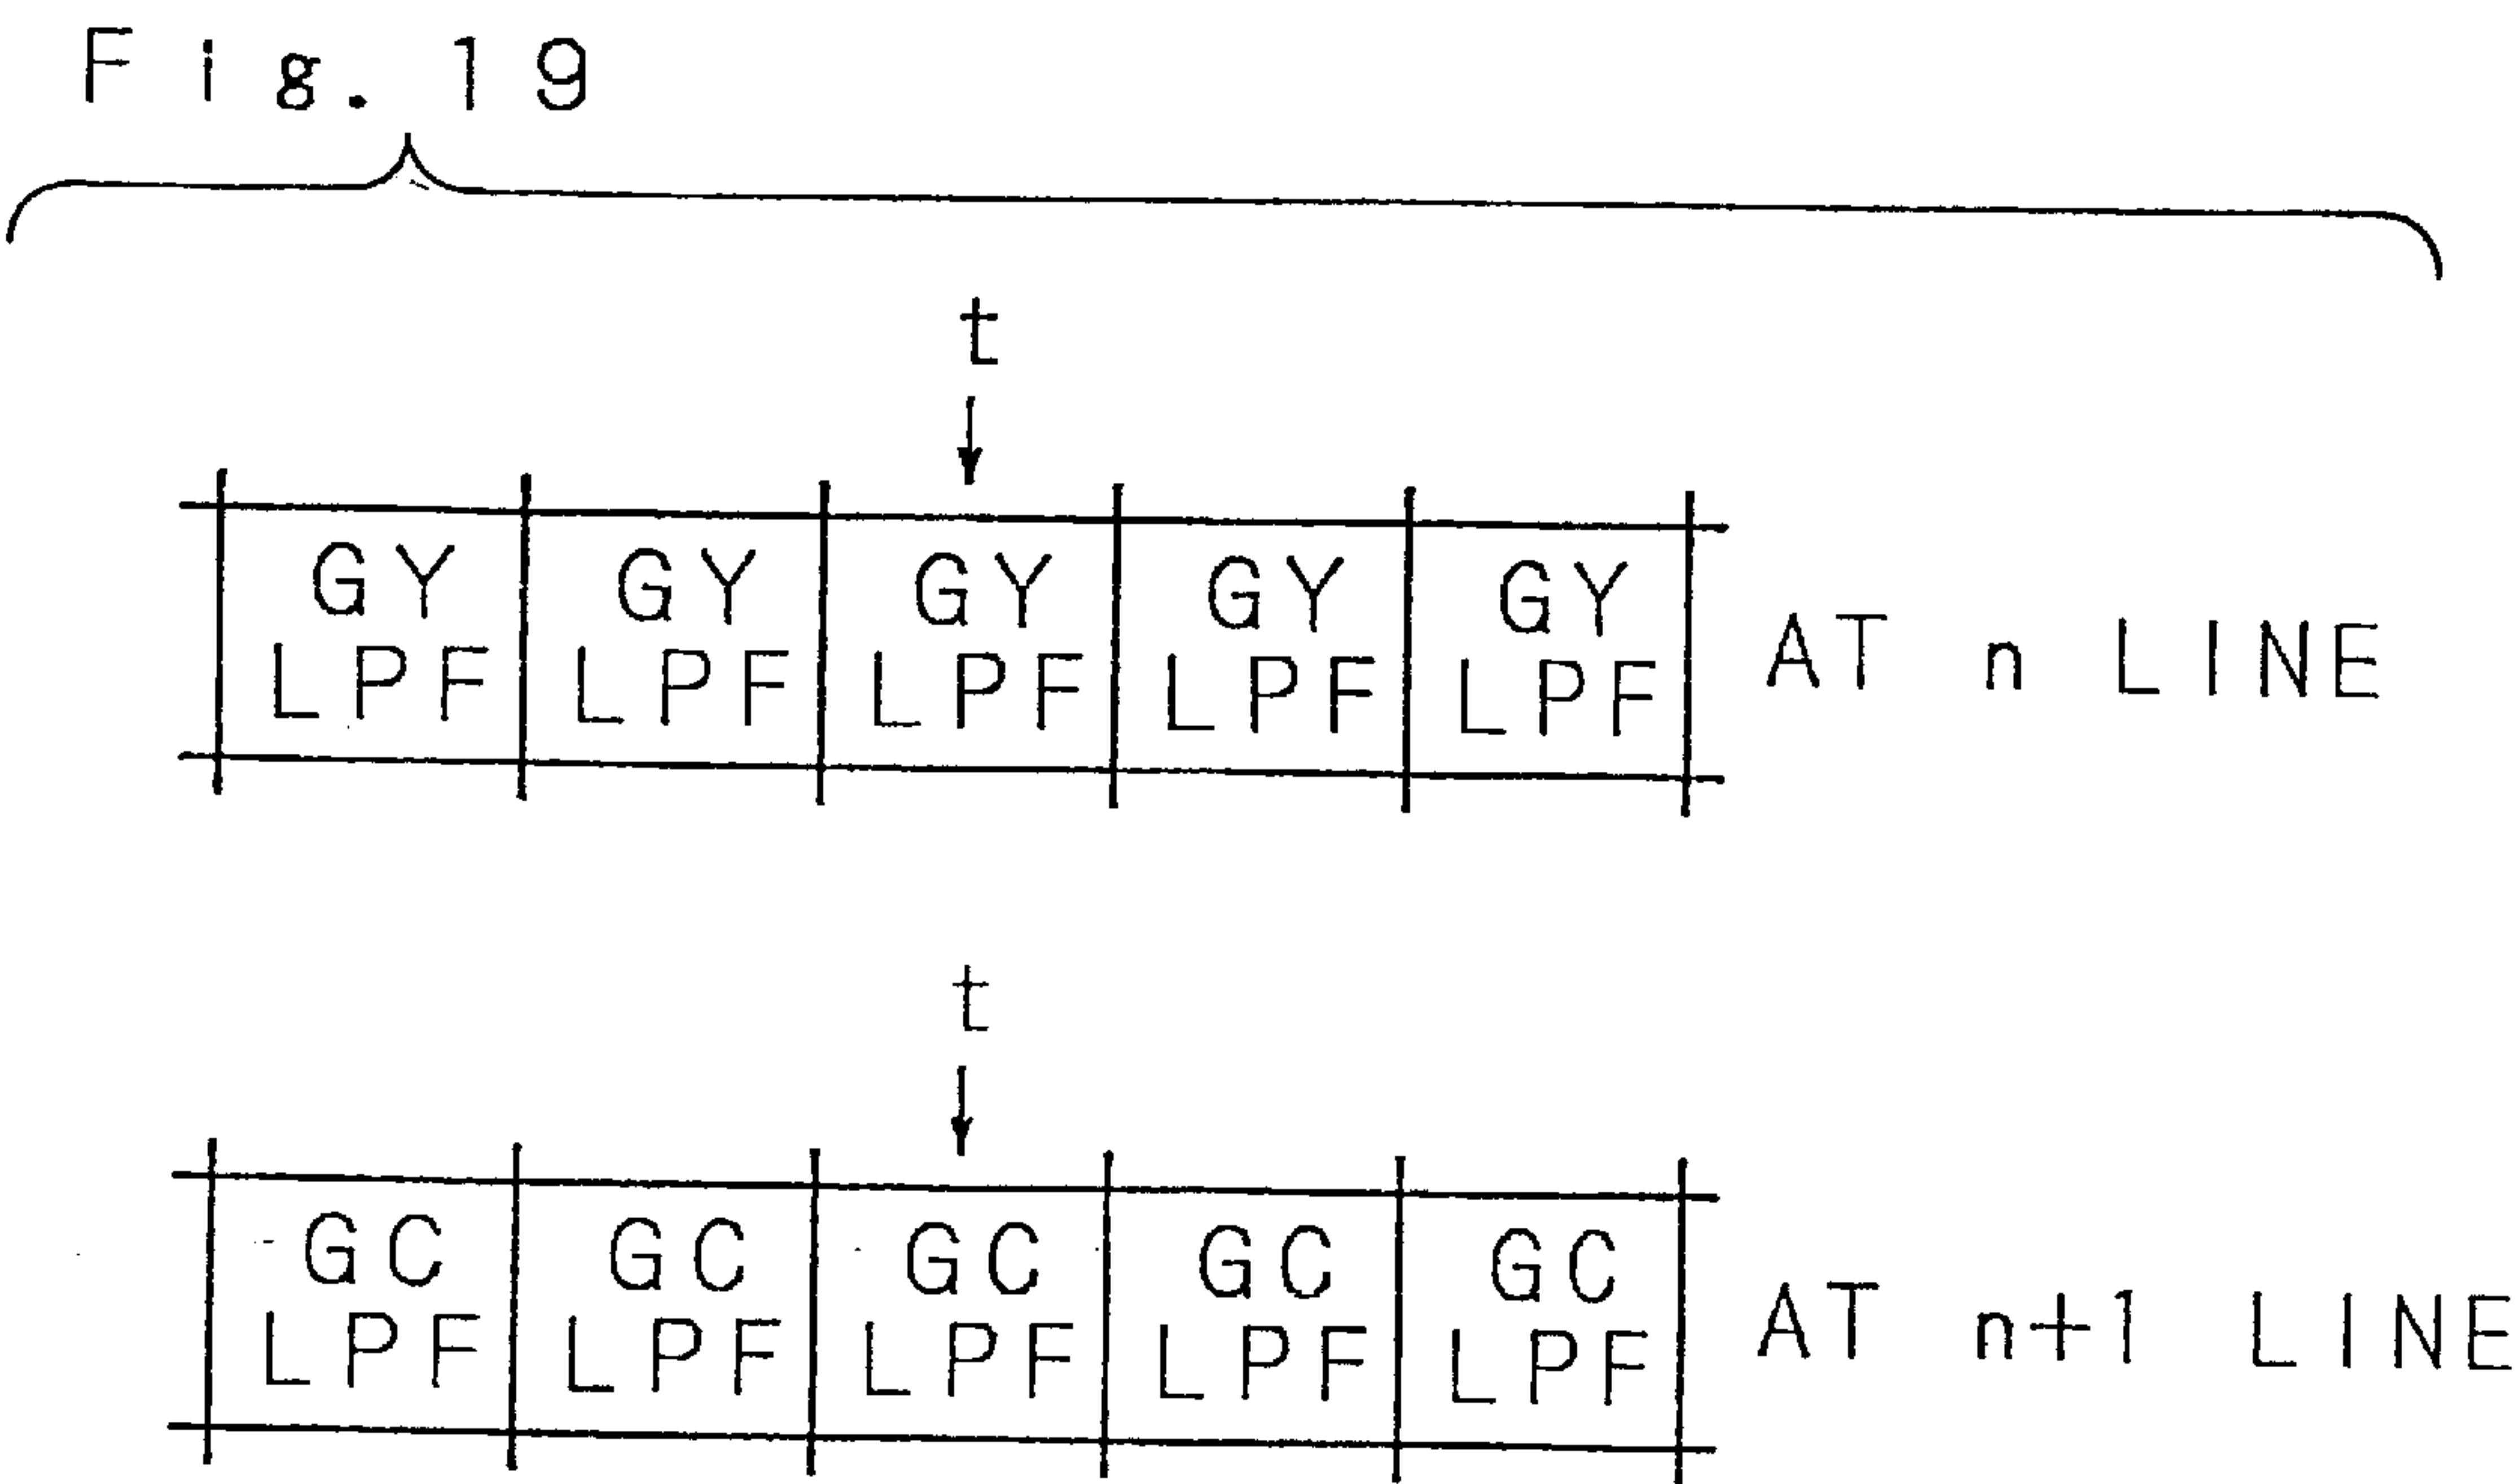 Fig. 19
t
GY GY GY GY GY
LPF LPF LPF LPF LPF AT n LINE
t
GC GC GC GC GC
LPF LPF LPF LPF LPF AT n+1 LINE